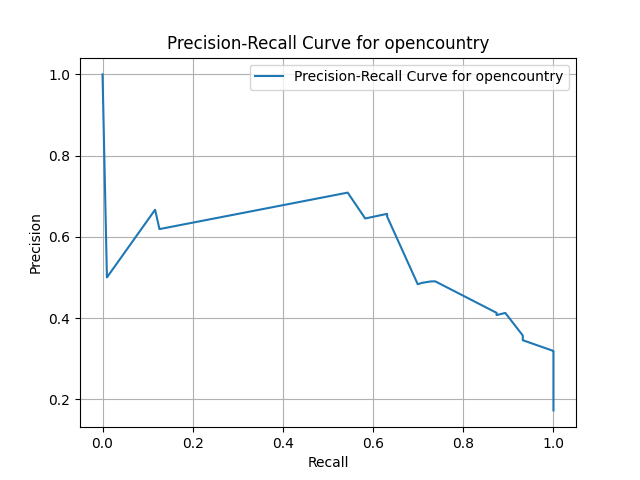 Precision-Recall Curve for opencountry
Precision-Recall Curve for opencountry
1.0
0.8
0.6
0.4
0.2
Precision
0.0 0.2 0.4 0.6 0.8 1.0
Recall